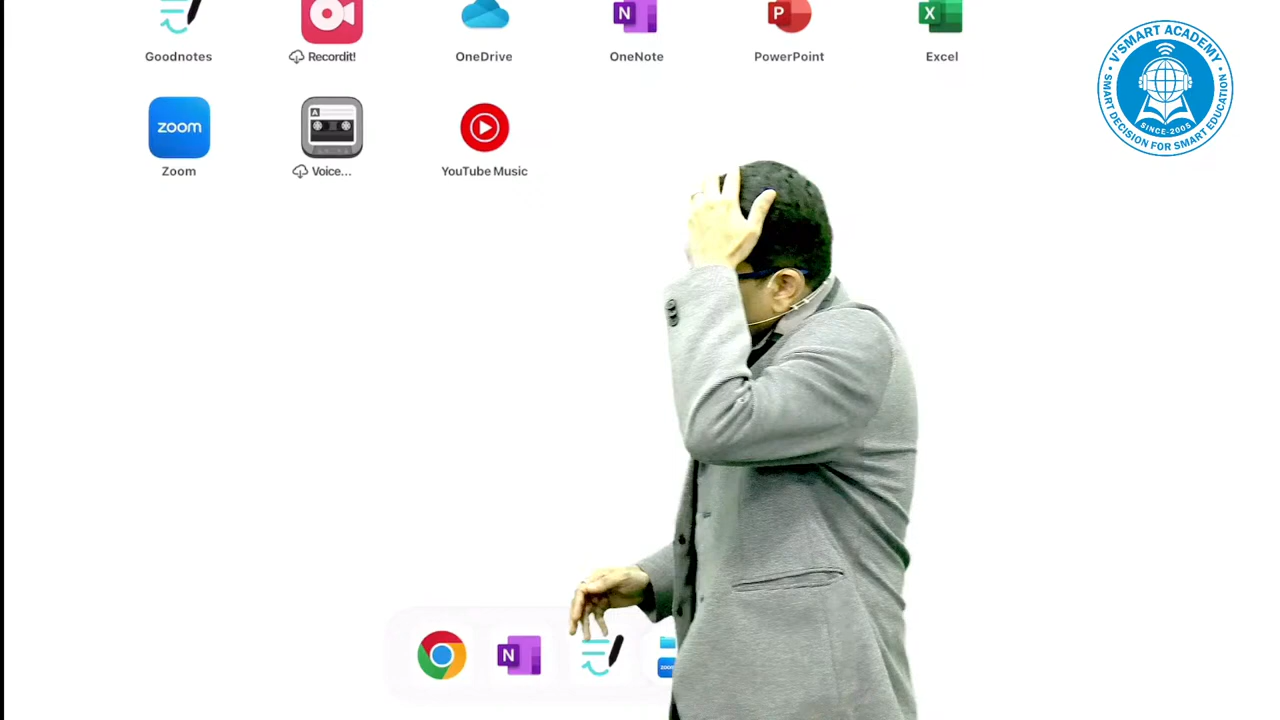 Goodnotes
Recordit!
OneDrive
OneNote
PowerPoint
Excel
N
P
X
zoom
A
Zoom
Voice...
YouTube Music
V'SMART ACADEMY
SINCE-2005
SMART DECISION FOR SMART EDUCATION
N
zoom